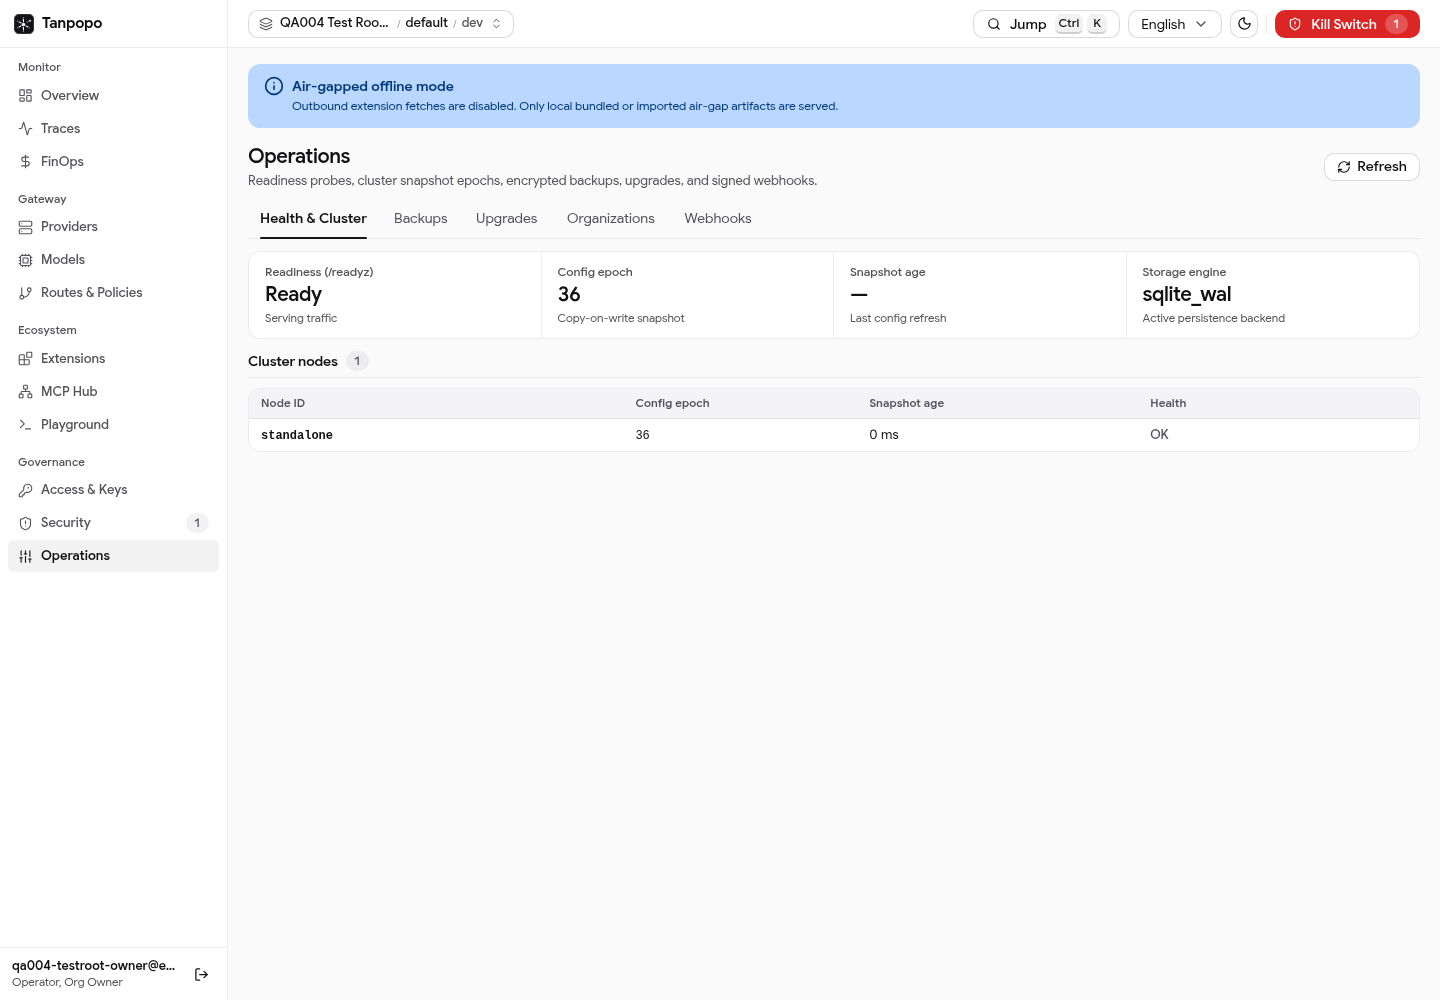 Tanpopo
QA004 Test Roo... / default / dev
Jump Ctrl K
English
Kill Switch 1
Monitor
Overview
Traces
FinOps
Gateway
Providers
Models
Routes & Policies
Ecosystem
Extensions
MCP Hub
Playground
Governance
Access & Keys
Security 1
Operations
qa004-testroot-owner@e...
Operator, Org Owner
Air-gapped offline mode
Outbound extension fetches are disabled. Only local bundled or imported air-gap artifacts are served.
Operations
Readiness probes, cluster snapshot epochs, encrypted backups, upgrades, and signed webhooks.
Refresh
Health & Cluster Backups Upgrades Organizations Webhooks
Readiness (/readyz)
Ready
Serving traffic
Config epoch
36
Copy-on-write snapshot
Snapshot age
—
Last config refresh
Storage engine
sqlite_wal
Active persistence backend
Cluster nodes 1
Node ID Config epoch Snapshot age Health
standalone 36 0 ms OK